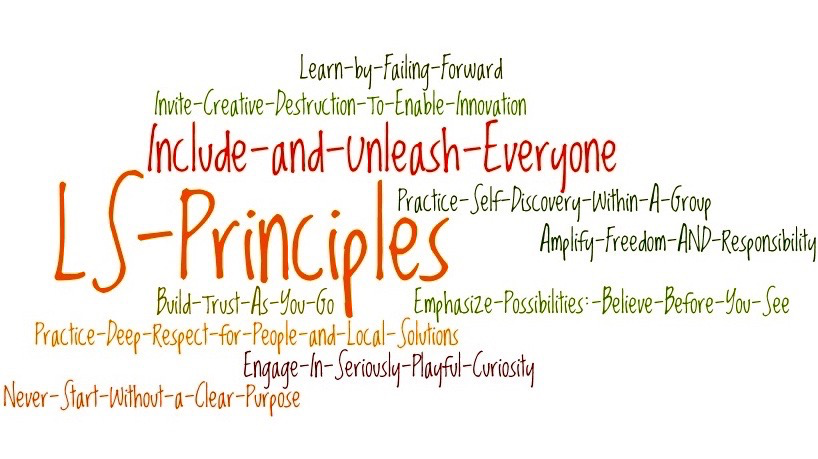 Learn-by-Failing-Forward
Invite-Creative-Destruction-To-Enable-Innovation
Include-and-Unleash-Everyone
LS-Principles
Practice-Self-Discovery-Within-A-Group
Amplify-Freedom-AND-Responsibility
Build-Trust-As-You-Go
Emphasize-Possibilities:-Believe-Before-You-See
Practice-Deep-Respect-for-People-and-Local-Solutions
Engage-In-Seriously-Playful-Curiosity
Never-Start-Without-a-Clear-Purpose